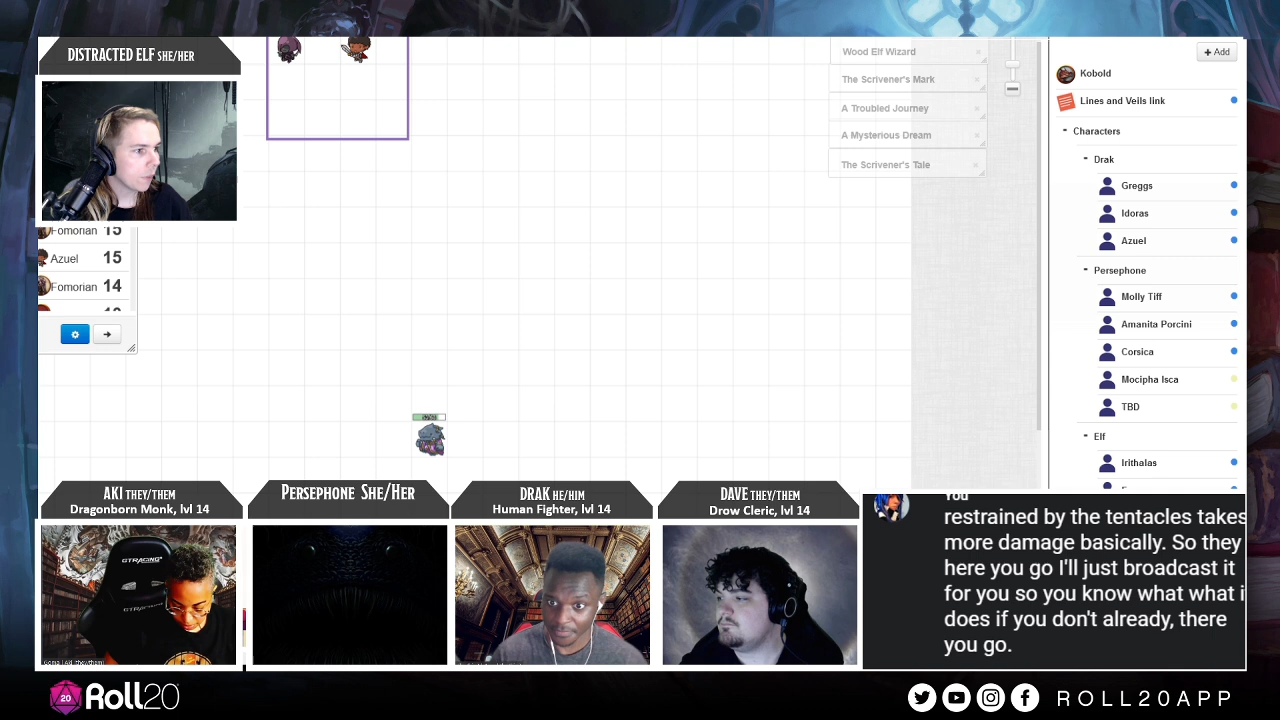 DISTRACTED ELF SHE/HER
Fomorian 15
Azuel 15
Fomorian 14
Wood Elf Wizard
The Scrivener's Mark
A Troubled Journey
A Mysterious Dream
The Scrivener's Tale
+ Add
Kobold
Lines and Veils link
Characters
Drak
Greggs
Idoras
Azuel
Persephone
Molly Tiff
Amanita Porcini
Corsica
Mocipha Isca
TBD
Elf
Irithalas
AKI THEY/THEM
Dragonborn Monk, lvl 14
PERSEPHONE SHE/HER
DRAK HE/HIM
Human Fighter, lvl 14
DAVE THEY/THEM
Drow Cleric, lvl 14
GTRACING
You
restrained by the tentacles takes
more damage basically. So they
here you go I'll just broadcast it
for you so you know what what i
does if you don't already, there
you go.
20
Roll20
ROLL20APP